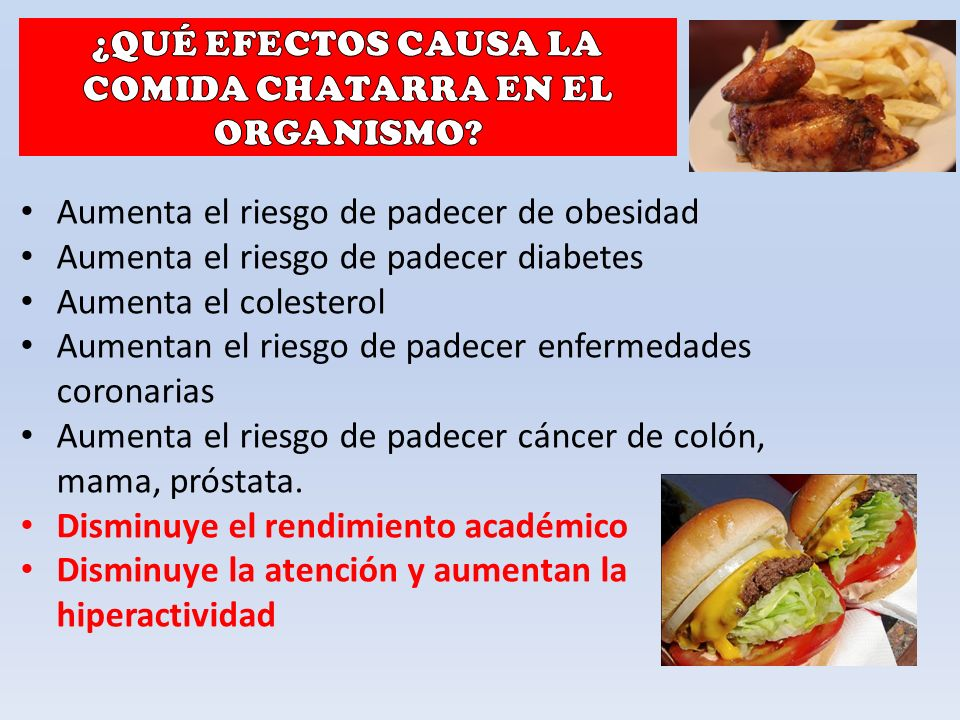 ¿QUÉ EFECTOS CAUSA LA
COMIDA CHATARRA EN EL
ORGANISMO?
• Aumenta el riesgo de padecer de obesidad
• Aumenta el riesgo de padecer diabetes
• Aumenta el colesterol
• Aumentan el riesgo de padecer enfermedades
coronarias
• Aumenta el riesgo de padecer cáncer de colón,
mama, próstata.
• Disminuye el rendimiento académico
• Disminuye la atención y aumentan la
hiperactividad